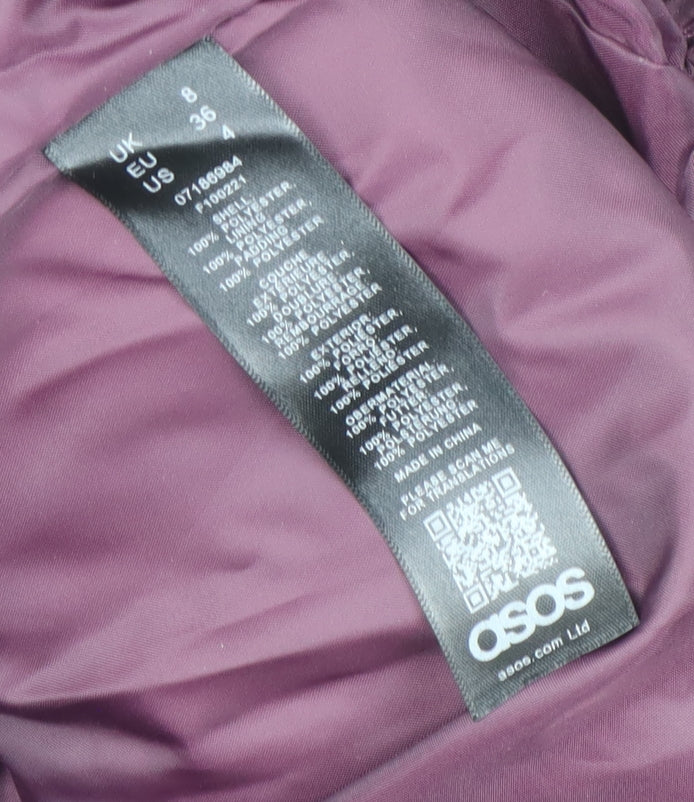 UK 8
EU 36
US 4
07186984
F100221
SHELL
100% POLYESTER.
LINING
100% POLYESTER.
PADDING
100% POLYESTER
COUCHE
EXTÉRIEURE
100% POLYESTER.
DOUBLURE
100% POLYESTER.
REMBOURRAGE
100% POLYESTER
EXTERIOR
100% POLIÉSTER.
FORRO
100% POLIÉSTER.
RELLENO
100% POLIÉSTER
OBERMATERIAL
100% POLYESTER.
FUTTER
100% POLYESTER.
POLSTERUNG
100% POLYESTER
MADE IN CHINA
PLEASE SCAN ME
FOR TRANSLATIONS
asos
asos.com Ltd